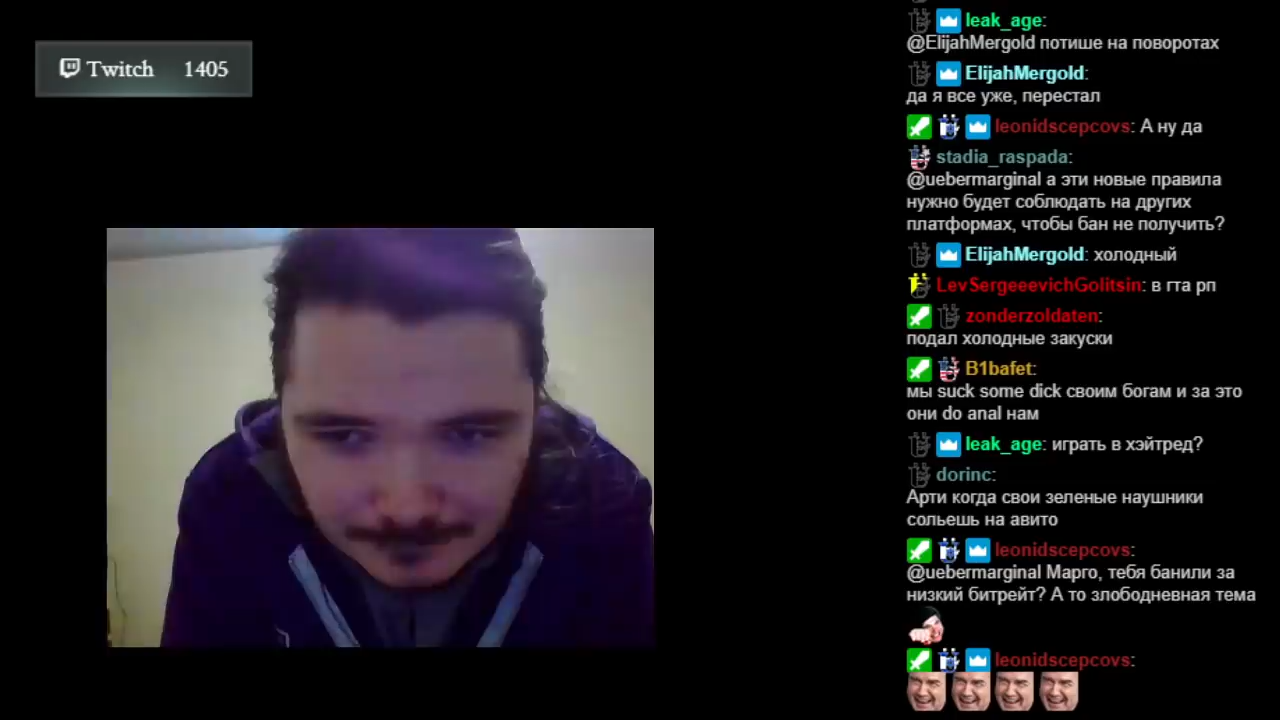 Twitch 1405
leak_age:
@ElijahMergold потише на поворотах
ElijahMergold:
да я все уже, перестал
leonidscepcovs: А ну да
stadia_raspada:
@uebermarginal а эти новые правила
нужно будет соблюдать на других
платформах, чтобы бан не получить?
ElijahMergold: холодный
LevSergeeevichGolitsin: в гта рп
zonderzoldaten:
подал холодные закуски
B1bafet:
мы suck some dick своим богам и за это
они do anal нам
leak_age: играть в хэйтред?
dorinc:
Арти когда свои зеленые наушники
сольешь на авито
leonidscepcovs:
@uebermarginal Марго, тебя банили за
низкий битрейт? А то злободневная тема
leonidscepcovs: